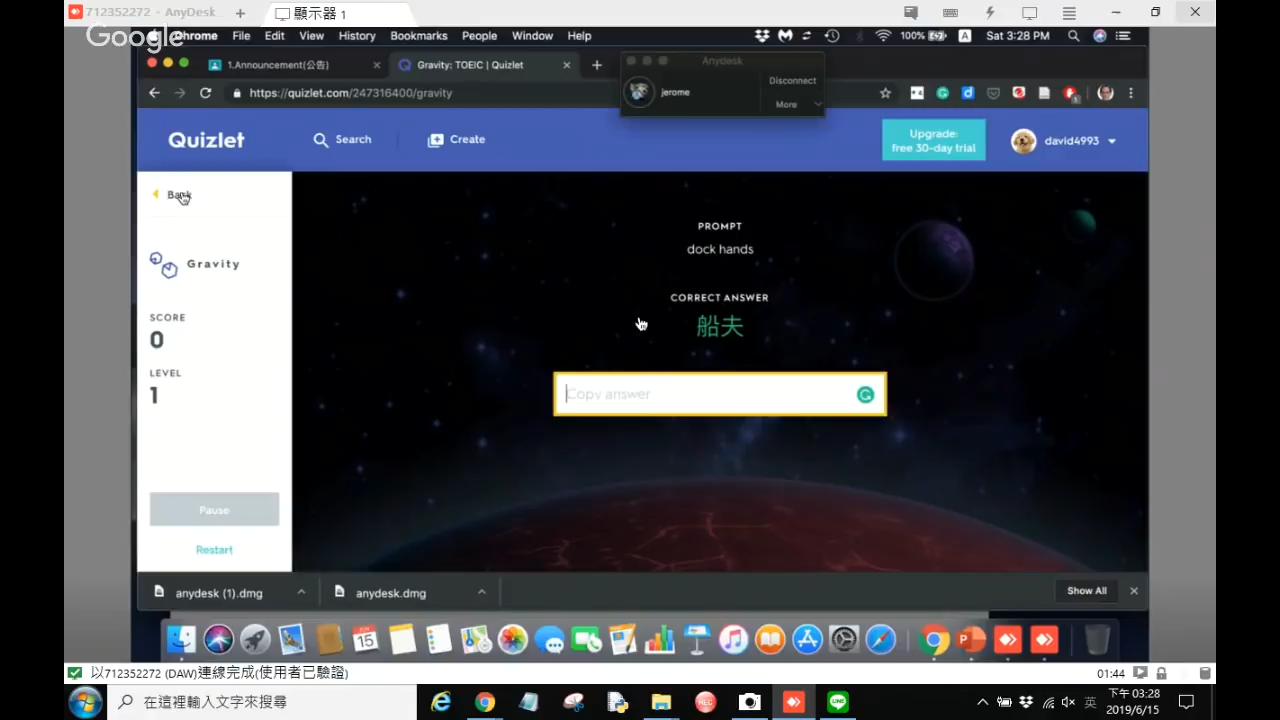 712352272 — AnyDesk
顯示器 1
Google
Chrome File Edit View History Bookmarks People Window Help
100%
A
Sat 3:28 PM
1.Announcement(公告)
Gravity: TOEIC | Quizlet
Anydesk
jerome
Disconnect
More
https://quizlet.com/247316400/gravity
Quizlet
Search
Create
Upgrade:
free 30-day trial
david4993
Back
Gravity
SCORE
0
LEVEL
1
Pause
Restart
PROMPT
dock hands
CORRECT ANSWER
船夫
Copy answer
anydesk (1).dmg
anydesk.dmg
Show All
以712352272 (DAW)連線完成(使用者已驗證)
01:44
在這裡輸入文字來搜尋
REC
LINE
英
下午 03:28
2019/6/15